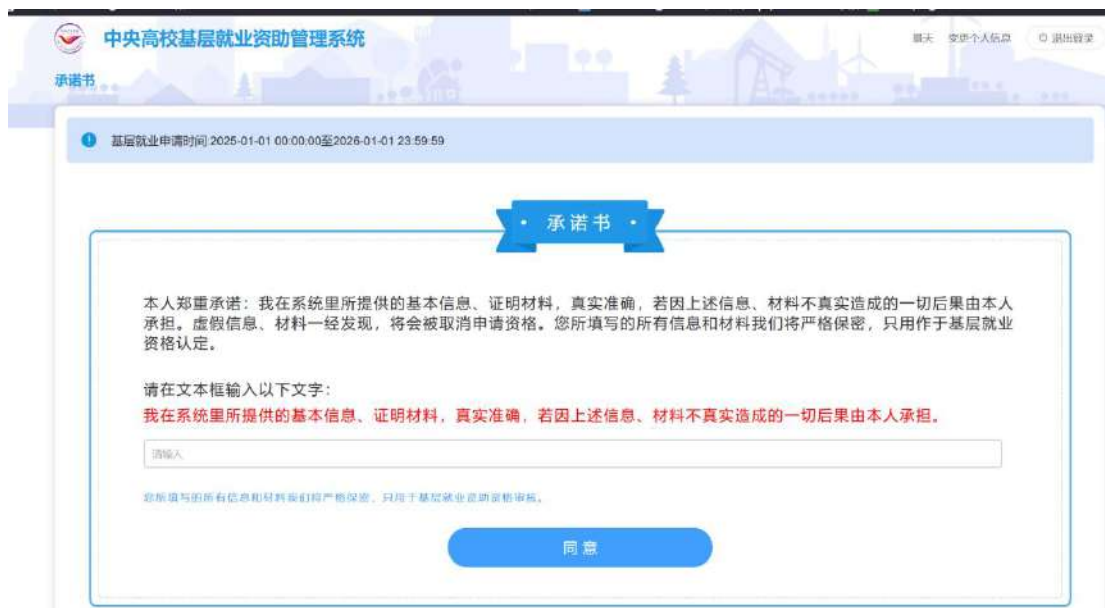 中央高校基层就业资助管理系统
变更个人信息
退出登录
承诺书
基层就业申请时间:2025-01-01 00:00:00至2026-01-01 23:59:59
· 承诺书 ·
本人郑重承诺：我在系统里所提供的基本信息、证明材料，真实准确，若因上述信息、材料不真实造成的一切后果由本人
承担。虚假信息、材料一经发现，将会被取消申请资格。您所填写的所有信息和材料我们将严格保密，只用作于基层就业
资格认定。
请在文本框输入以下文字：
我在系统里所提供的基本信息、证明材料，真实准确，若因上述信息、材料不真实造成的一切后果由本人承担。
请输入
您所填写的所有信息和材料我们将严格保密，只用于基层就业资助资格审核。
同意